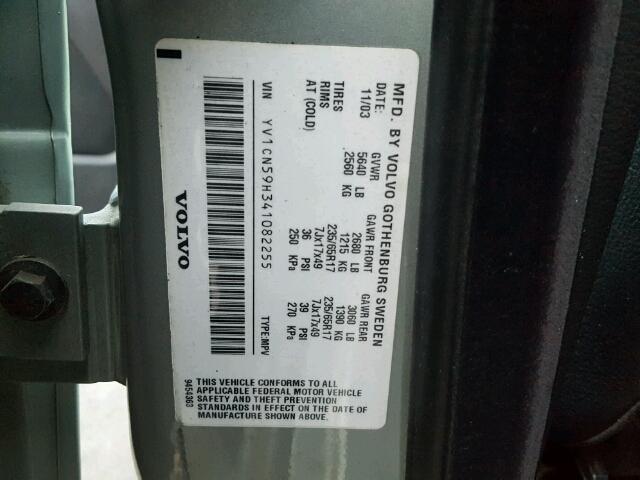 MFD. BY VOLVO GOTHENBURG SWEDEN
DATE: GVWR GAWR FRONT GAWR REAR
11/03 5640 LB 2680 LB 3060 LB
2560 KG 1215 KG 1390 KG
TIRES 235/65R17 235/65R17
RIMS 7Jx17x49 7Jx17x49
AT (COLD) 36 PSI 39 PSI
250 KPa 270 KPa
VIN YV1CN59H341082255 TYPE:MPV
VOLVO
THIS VEHICLE CONFORMS TO ALL
APPLICABLE FEDERAL MOTOR VEHICLE
SAFETY AND THEFT PREVENTION
STANDARDS IN EFFECT ON THE DATE OF
MANUFACTURE SHOWN ABOVE.
9454363